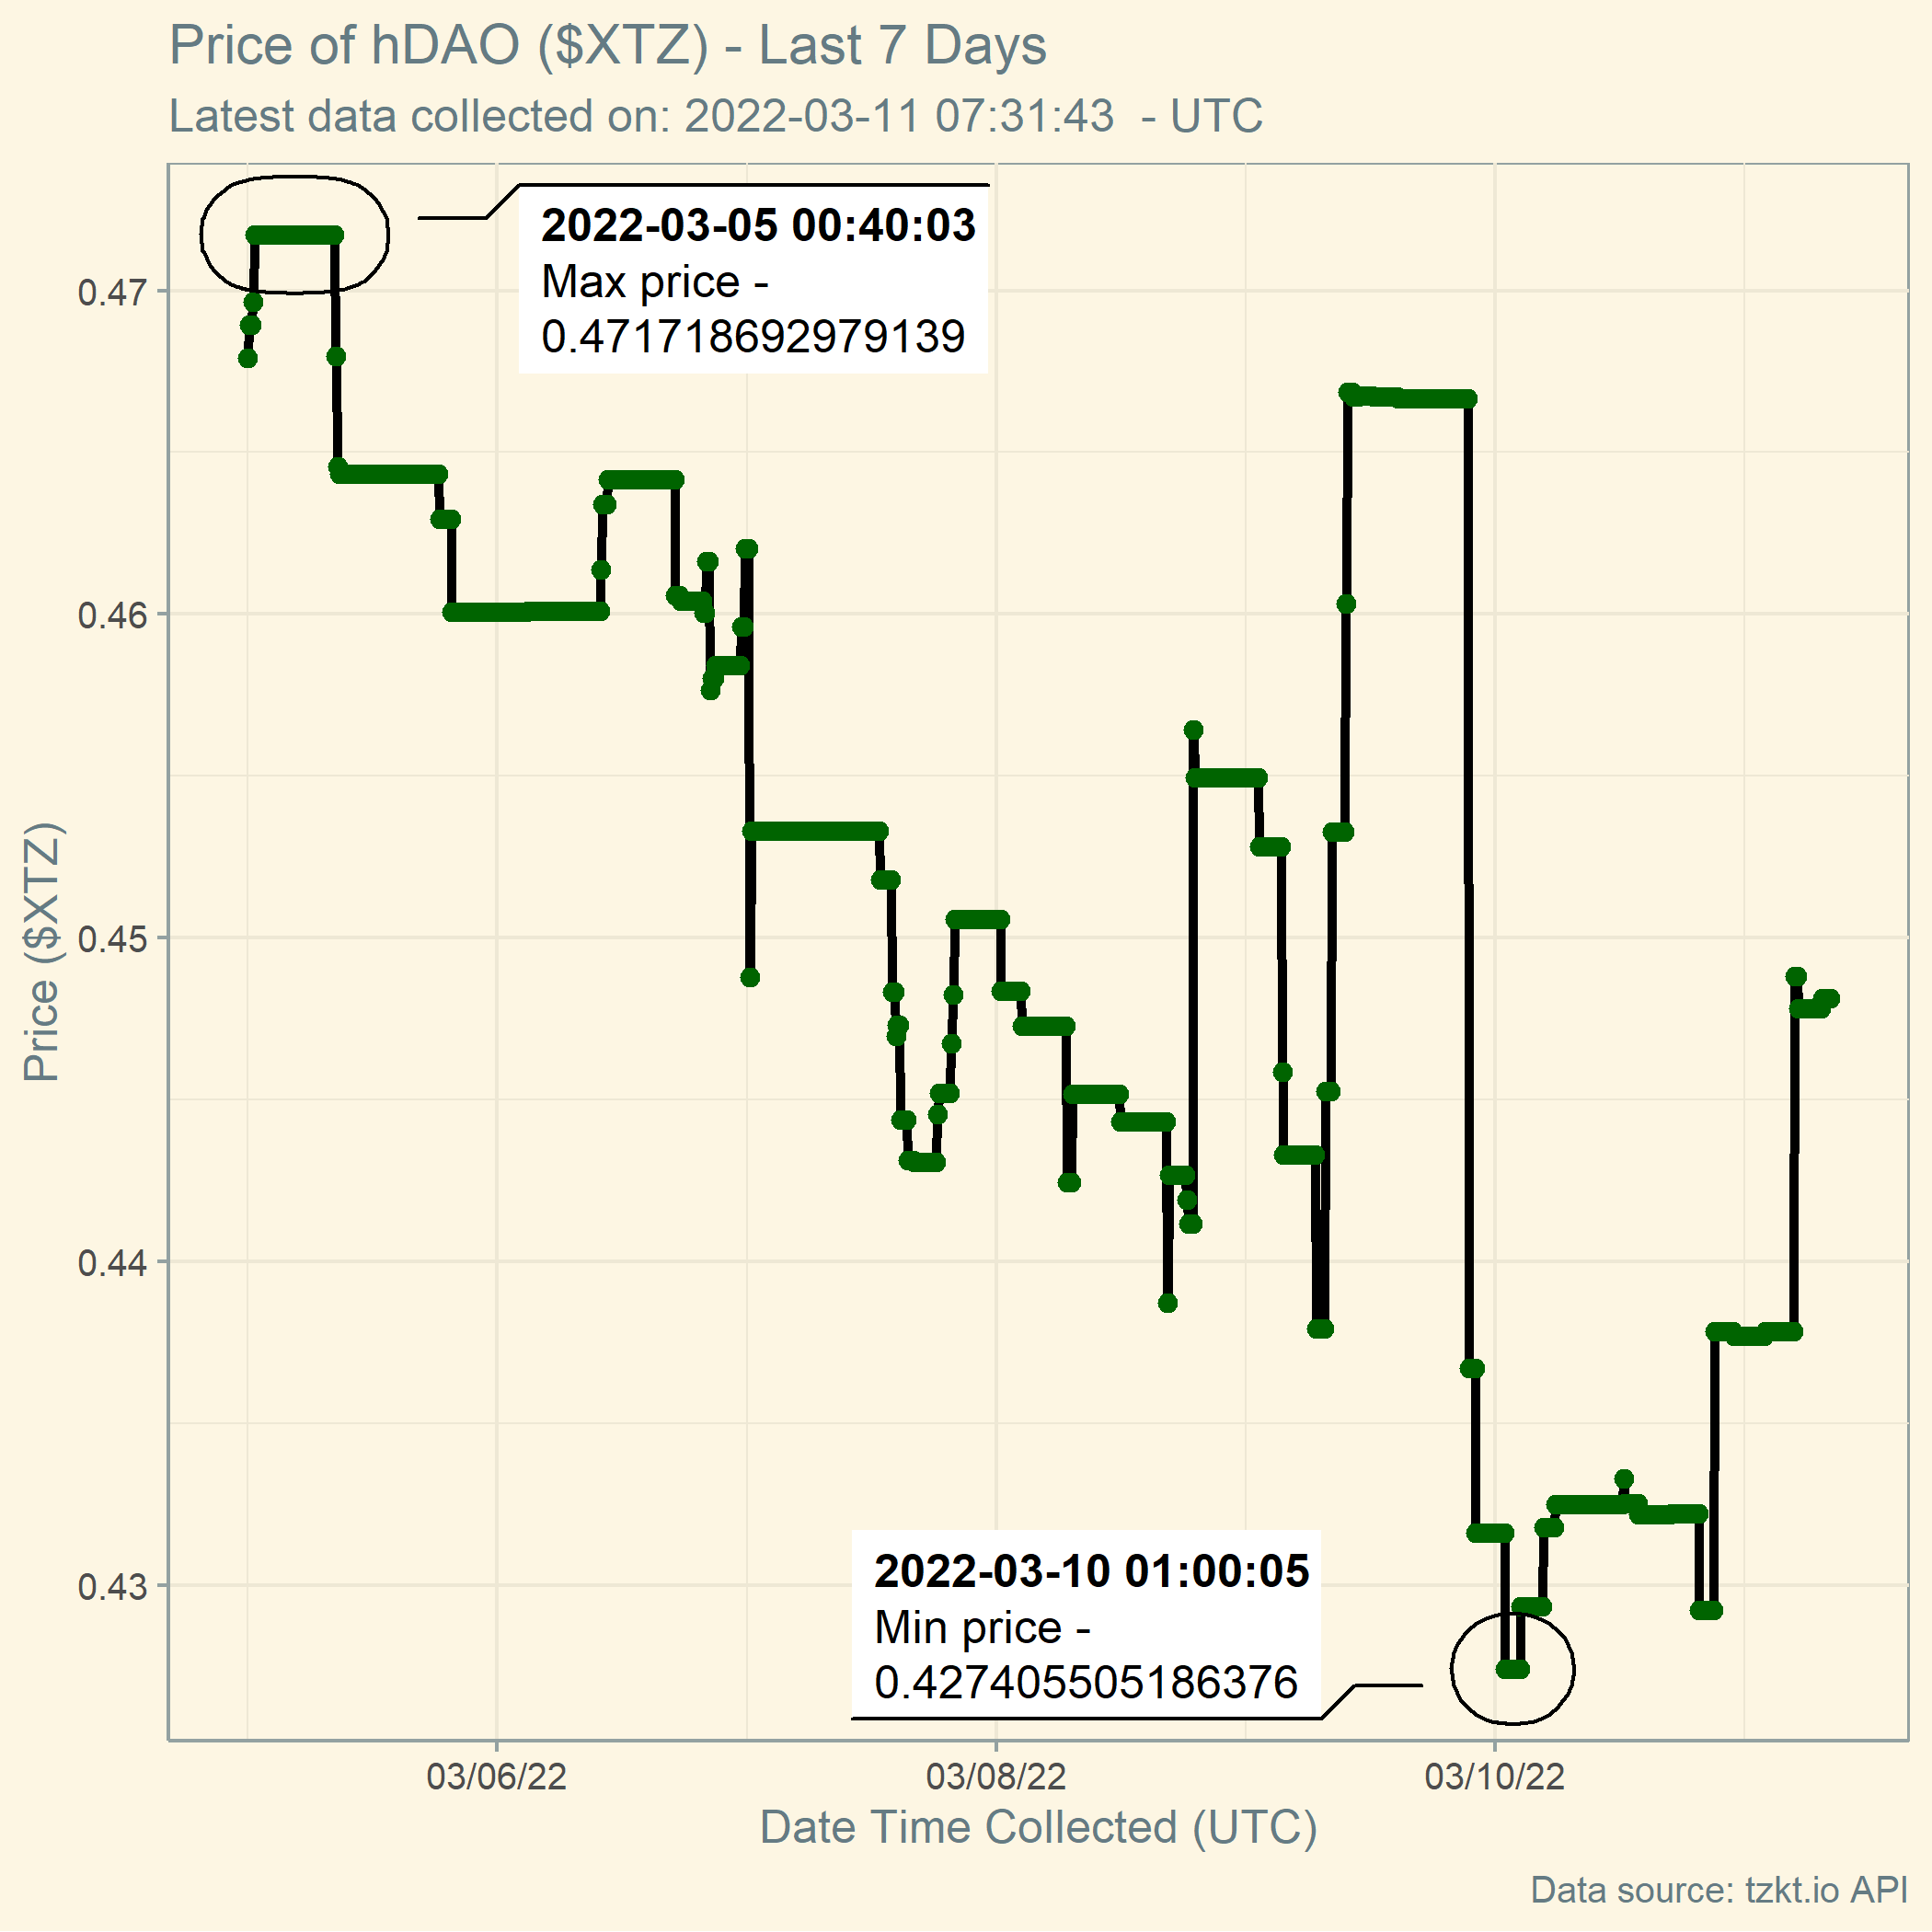 Price of hDAO ($XTZ) - Last 7 Days
Latest data collected on: 2022-03-11 07:31:43  - UTC
2022-03-05 00:40:03
Max price -
0.471718692979139
0.47
0.46
0.45
0.44
0.43
Price ($XTZ)
2022-03-10 01:00:05
Min price -
0.427405505186376
03/06/22
03/08/22
03/10/22
Date Time Collected (UTC)
Data source: tzkt.io API